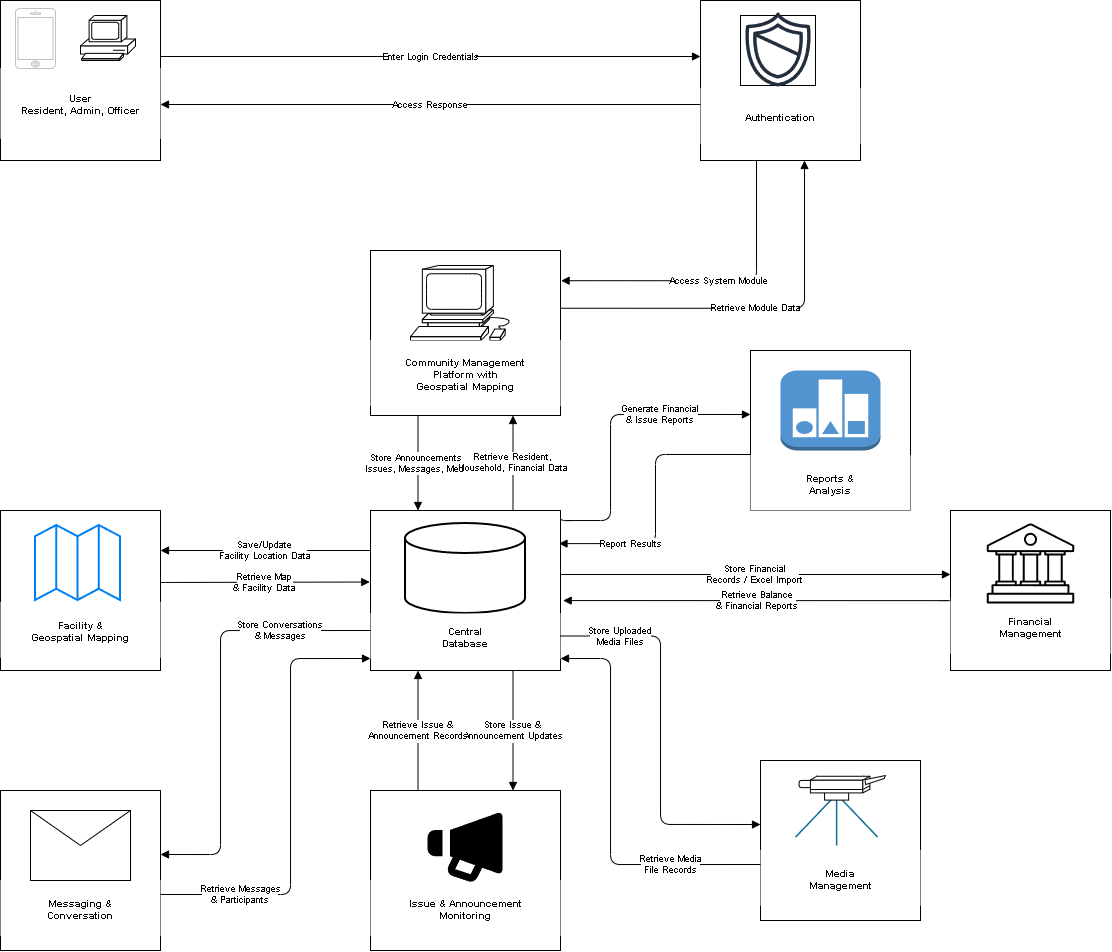 Enter Login Credentials
User
Resident, Admin, Officer
Access Response
Authentication
Access System Module
Retrieve Module Data
Community Management
Platform with
Geospatial Mapping
Generate Financial
& Issue Reports
Store Announcements
Issues, Messages, Med
Retrieve Resident,
Household, Financial Data
Reports &
Analysis
Save/Update
Facility Location Data
Report Results
Retrieve Map
& Facility Data
Store Financial
Records / Excel Import
Retrieve Balance
& Financial Reports
Facility &
Geospatial Mapping
Store Conversations
& Messages
Central
Database
Store Uploaded
Media Files
Financial
Management
Retrieve Issue &
Announcement Records
Store Issue &
Announcement Updates
Retrieve Media
File Records
Media
Management
Retrieve Messages
& Participants
Messaging &
Conversation
Issue & Announcement
Monitoring